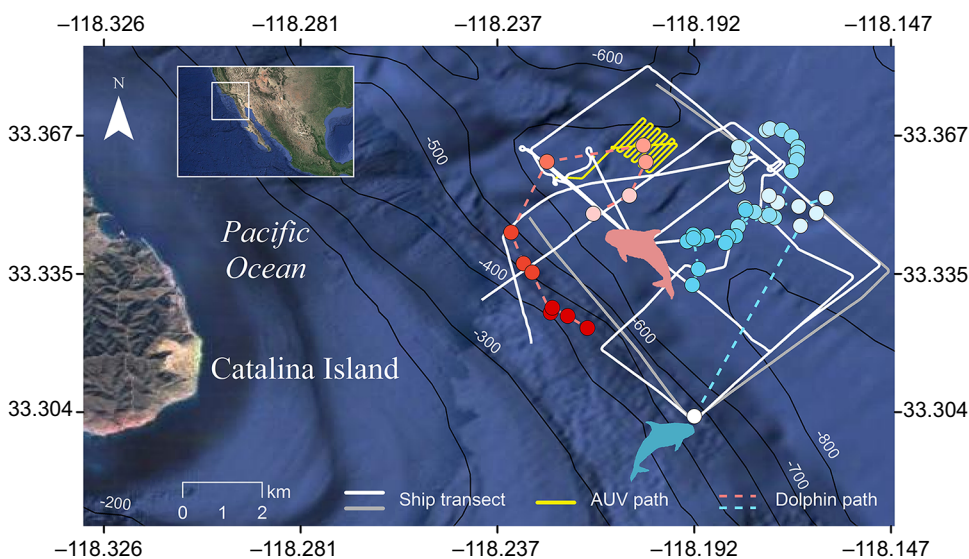 −118.326 −118.281 −118.237 −118.192 −118.147
N
-600
33.367 33.367
-500
Pacific
Ocean
33.335 33.335
-400
-300
-600
Catalina Island
33.304 33.304
-800
-700
-200
km
0 1 2
Ship transect AUV path Dolphin path
−118.326 −118.281 −118.237 −118.192 −118.147